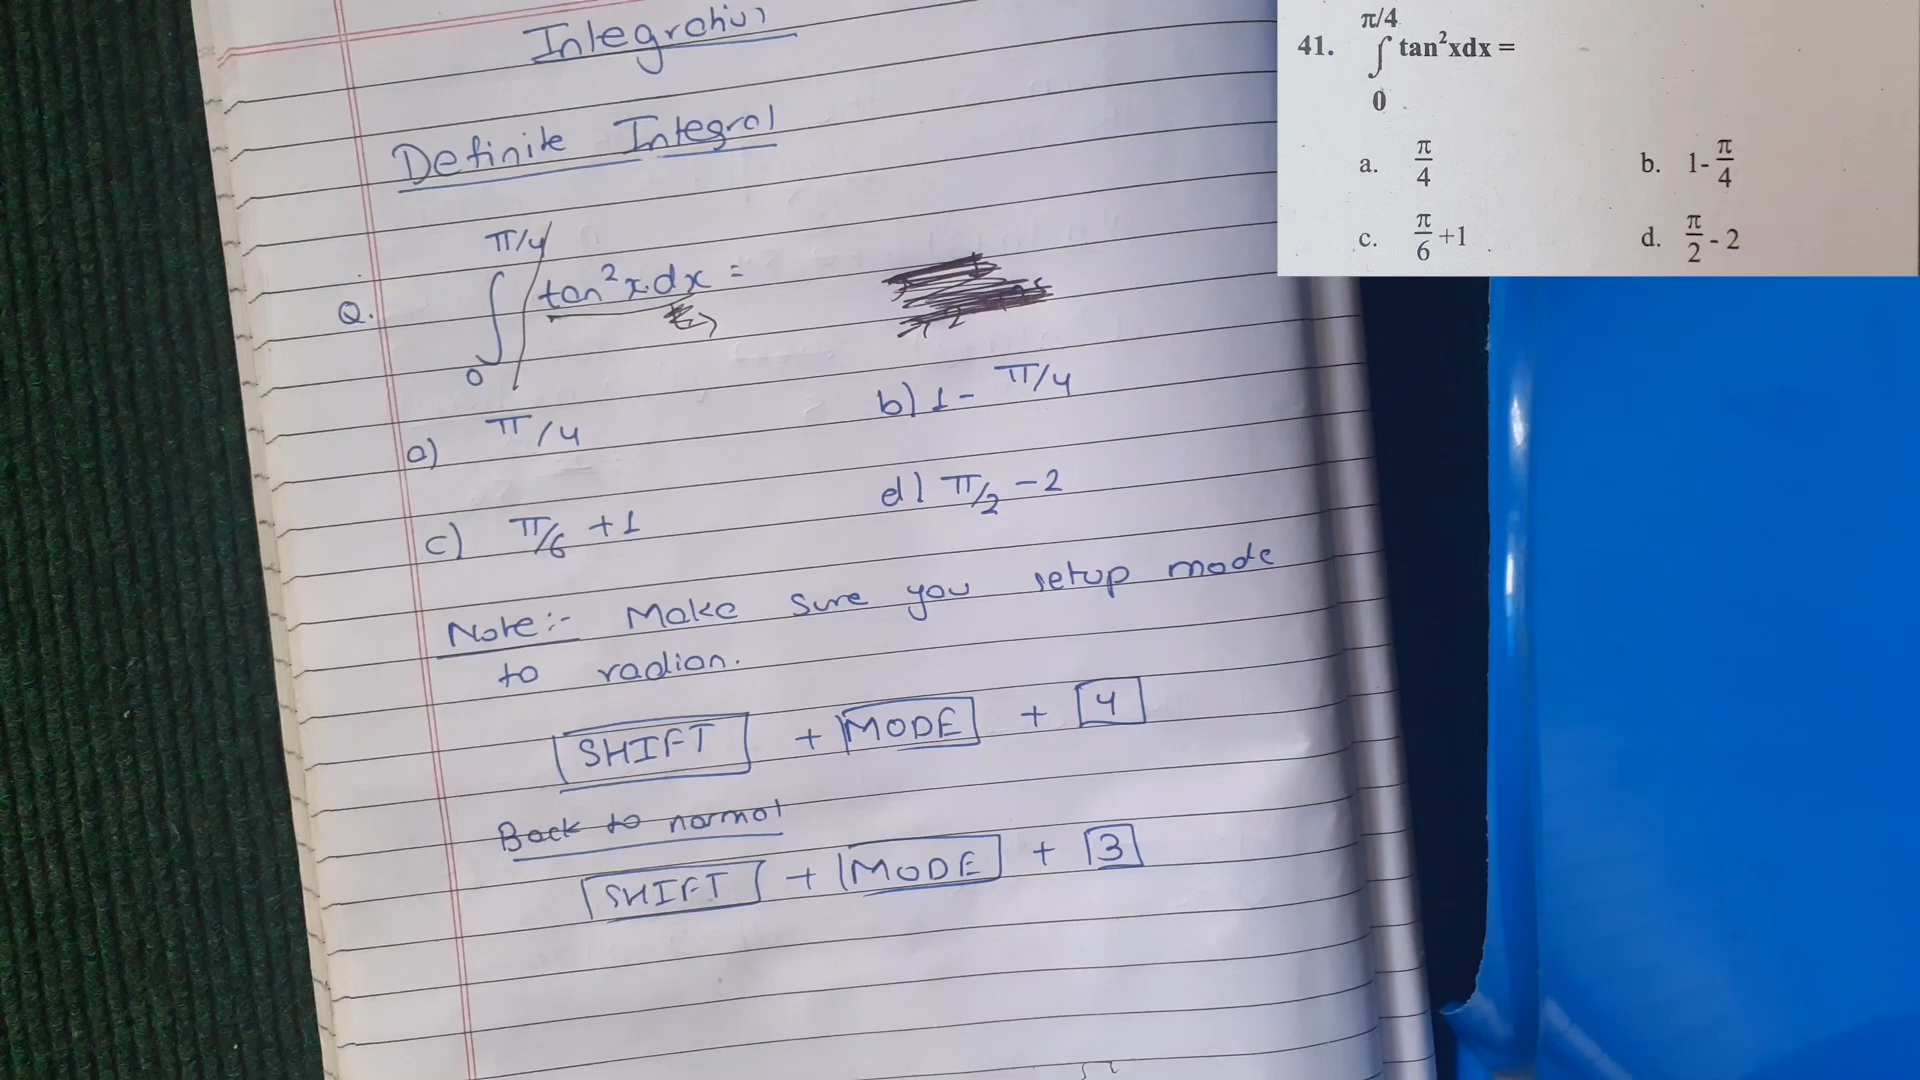 Integration
Definite Integral
Q. ∫₀^π/4 tan²x.dx =
a) π/4
b) 1 - π/4
c) π/6 + 1
d) π/2 - 2
Note:- Make sure you setup mode
to radian.
SHIFT + MODE + 4
Back to normal
SHIFT + MODE + 3
41. ∫₀^π/4 tan²xdx =
a. π/4
b. 1-π/4
c. π/6+1
d. π/2-2